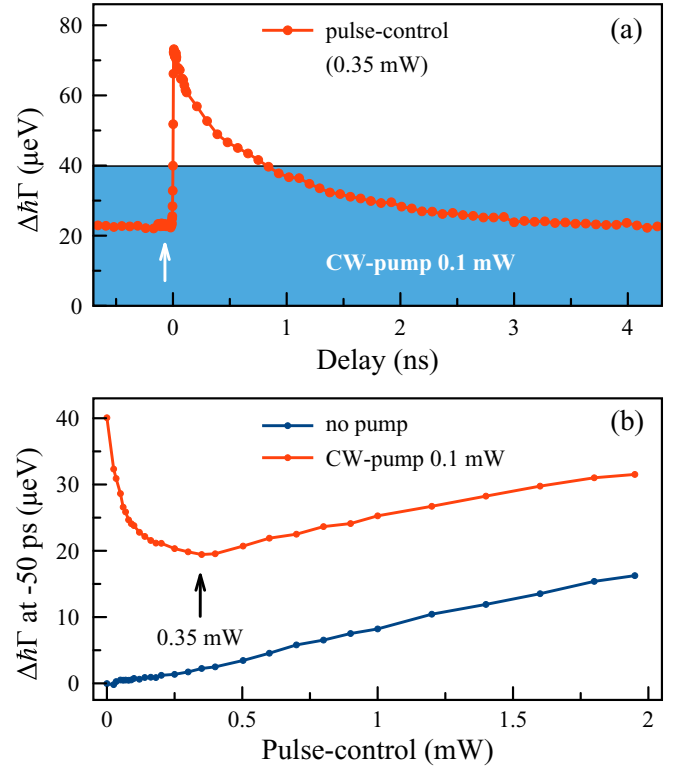 (a)
pulse-control
(0.35 mW)
ΔℏΓ (μeV)
80
60
40
20
0
CW-pump 0.1 mW
0
1
2
3
4
Delay (ns)
(b)
no pump
CW-pump 0.1 mW
ΔℏΓ at -50 ps (μeV)
40
30
20
10
0
0.35 mW
0
0.5
1
1.5
2
Pulse-control (mW)